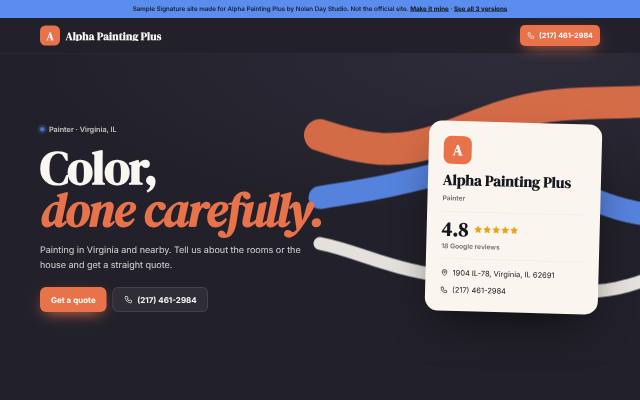 Sample Signature site made for Alpha Painting Plus by Nolan Day Studio. Not the official site. Make it mine · See all 3 versions
A Alpha Painting Plus
(217) 461-2984
Painter · Virginia, IL
Color,
done carefully.
Painting in Virginia and nearby. Tell us about the rooms or the
house and get a straight quote.
Get a quote
(217) 461-2984
A
Alpha Painting Plus
Painter
4.8 ★★★★★
18 Google reviews
1904 IL-78, Virginia, IL 62691
(217) 461-2984